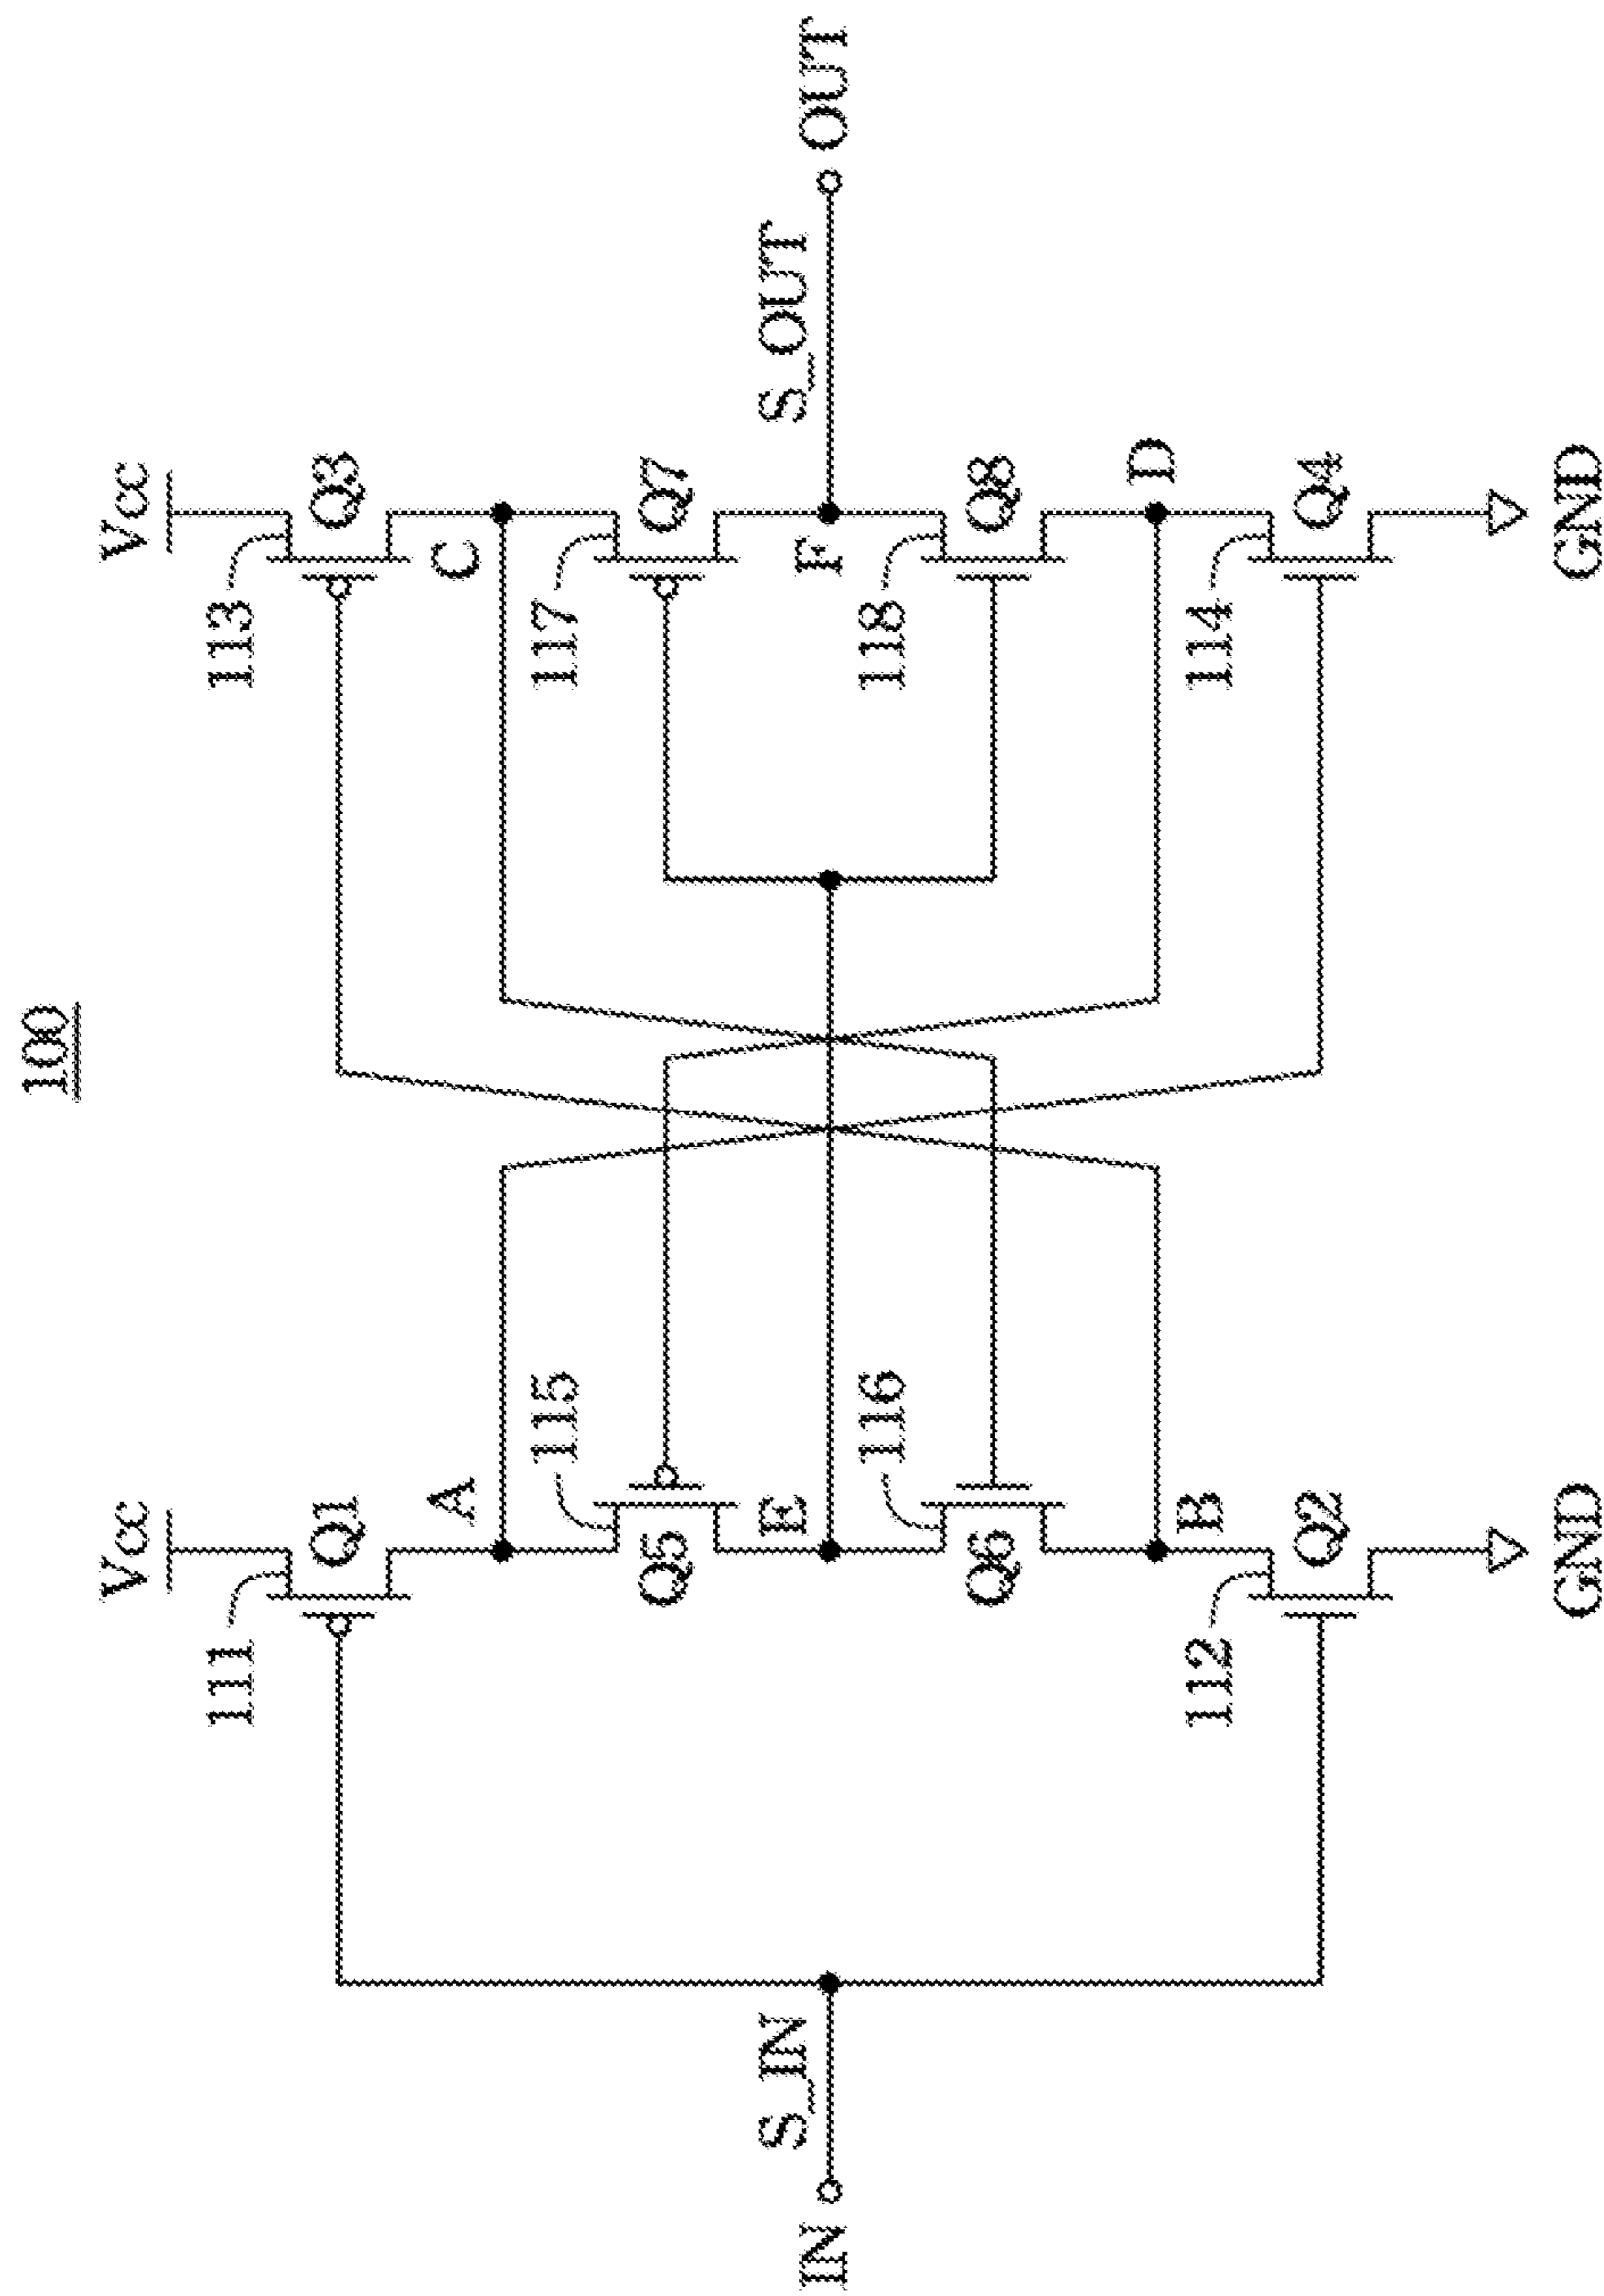 100
Vcc
Vcc
111
Q1
113
Q3
A
C
115
Q5
117
Q7
IN
S_IN
E
F
S_OUT
OUT
116
Q6
118
Q8
B
D
112
Q2
114
Q4
GND
GND